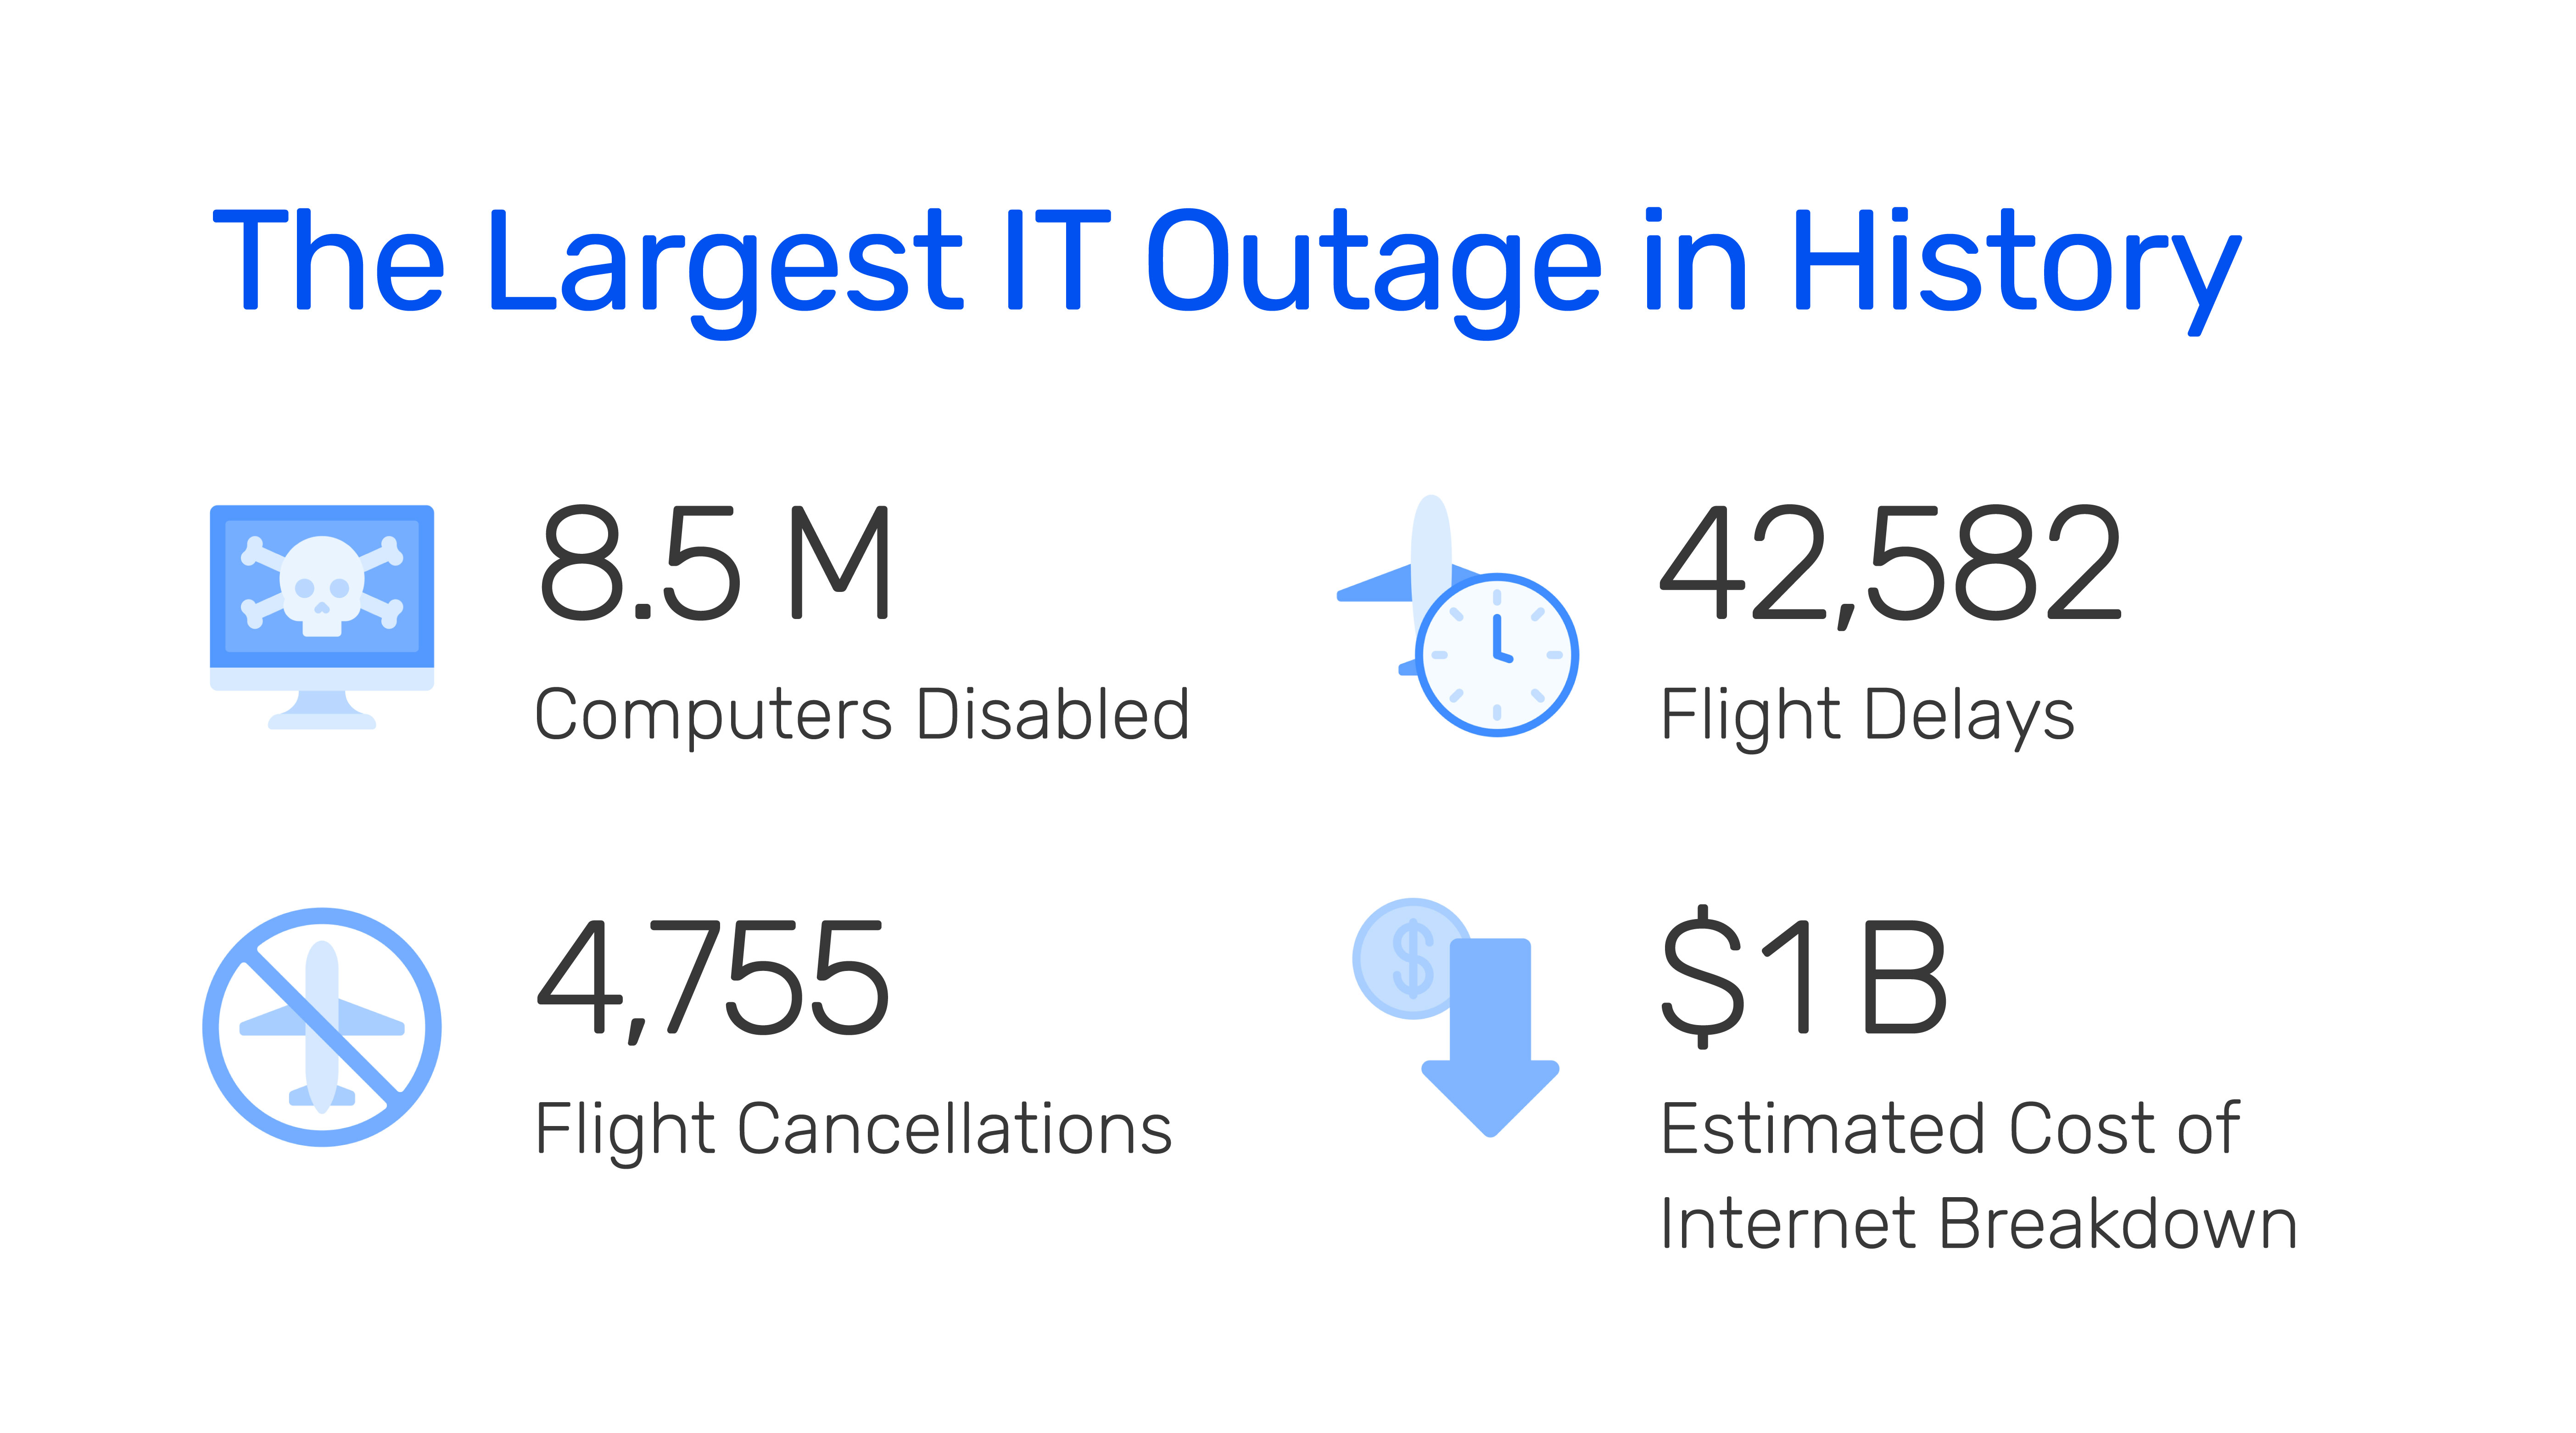 The Largest IT Outage in History
8.5 M
Computers Disabled
42,582
Flight Delays
4,755
Flight Cancellations
$
$1 B
Estimated Cost of
Internet Breakdown